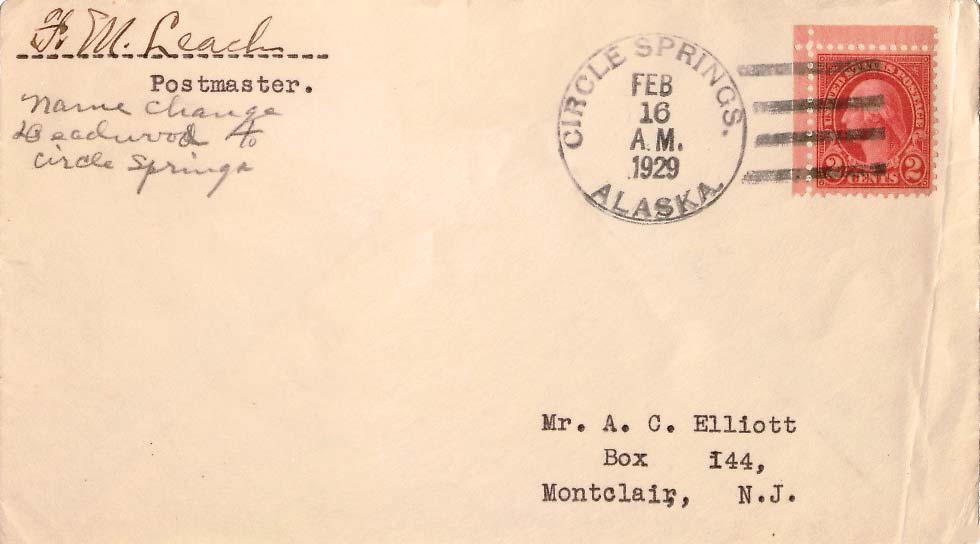 F. M. Leach
Postmaster.
Name change
Deadwood to
Circle Springs
CIRCLE SPRINGS.
FEB
16
A.M.
1929
ALASKA.
UNITED STATES POSTAGE
2 CENTS 2
Mr. A. C. Elliott
Box 144,
Montclair, N.J.